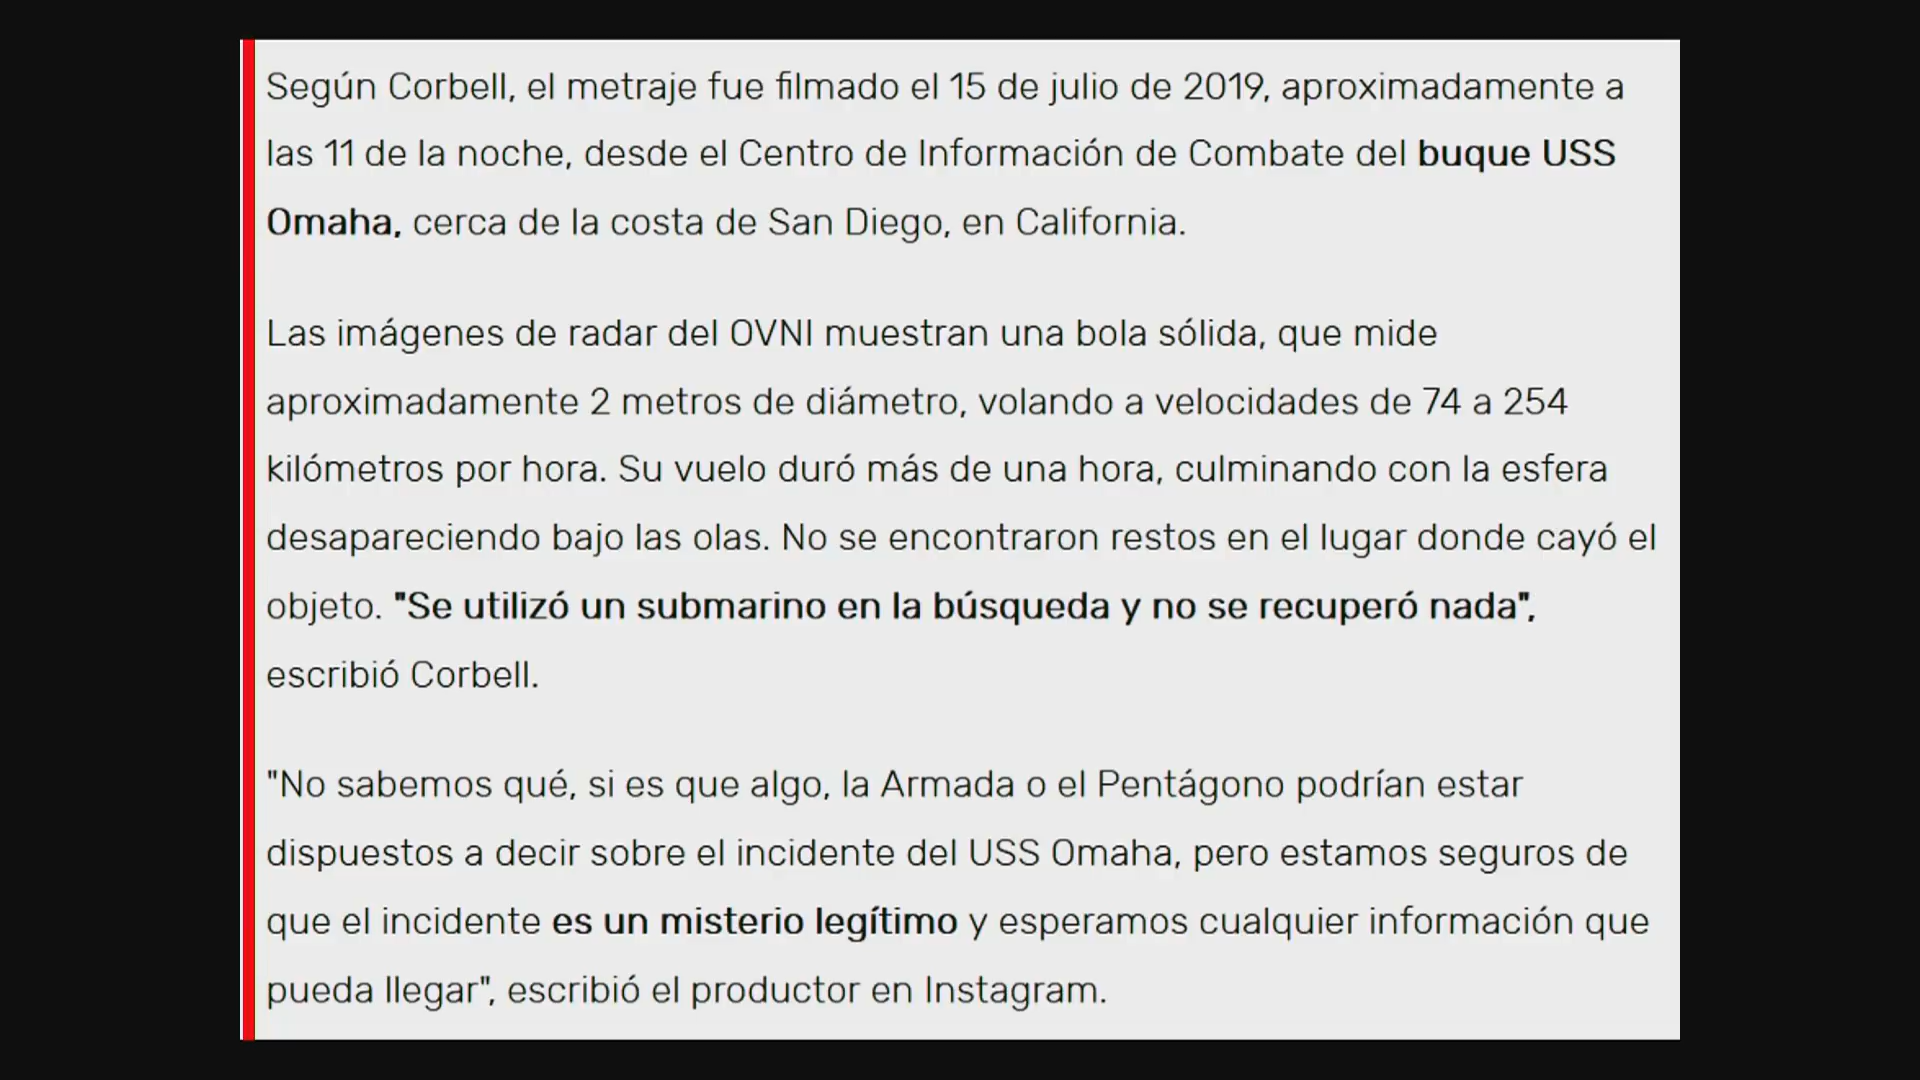 Según Corbell, el metraje fue filmado el 15 de julio de 2019, aproximadamente a
las 11 de la noche, desde el Centro de Información de Combate del buque USS
Omaha, cerca de la costa de San Diego, en California.
Las imágenes de radar del OVNI muestran una bola sólida, que mide
aproximadamente 2 metros de diámetro, volando a velocidades de 74 a 254
kilómetros por hora. Su vuelo duró más de una hora, culminando con la esfera
desapareciendo bajo las olas. No se encontraron restos en el lugar donde cayó el
objeto. "Se utilizó un submarino en la búsqueda y no se recuperó nada",
escribió Corbell.
"No sabemos qué, si es que algo, la Armada o el Pentágono podrían estar
dispuestos a decir sobre el incidente del USS Omaha, pero estamos seguros de
que el incidente es un misterio legítimo y esperamos cualquier información que
pueda llegar", escribió el productor en Instagram.